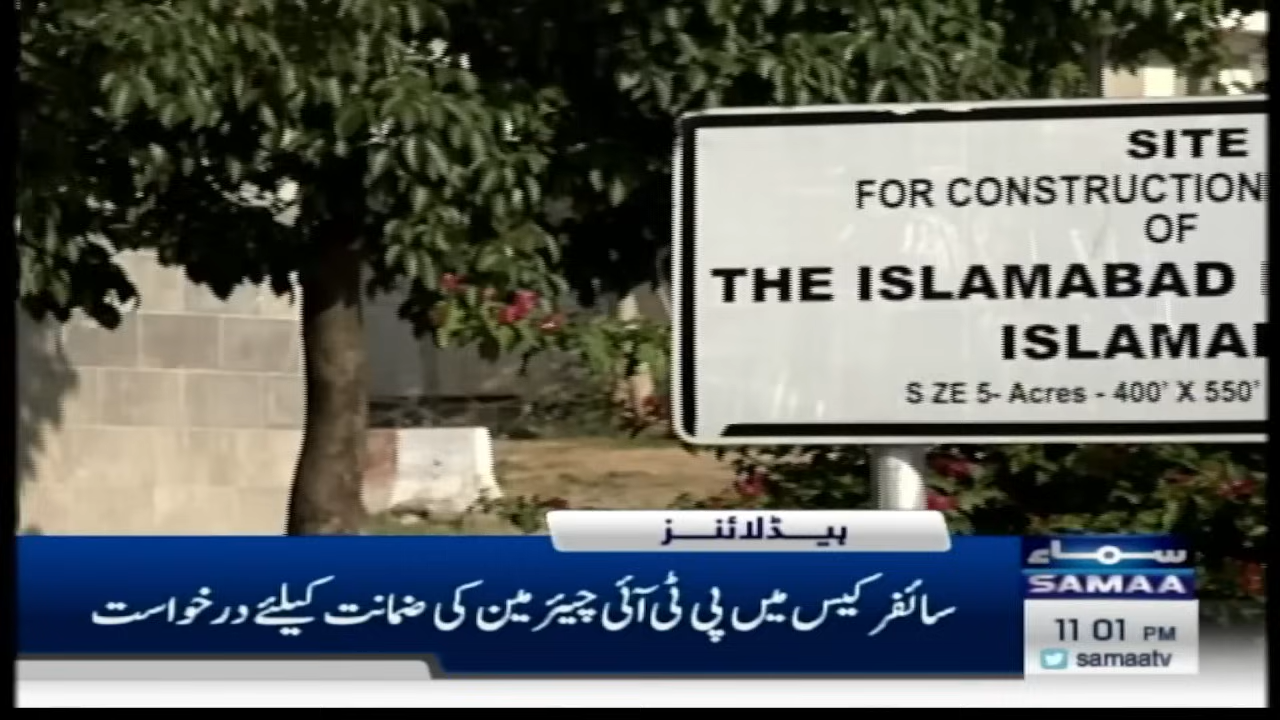 SITE
FOR CONSTRUCTION
OF
THE ISLAMABAD
ISLAMA
S ZE 5- Acres - 400' X 550'
ہیڈلائنز
سائفر کیس میں پی ٹی آئی چیئرمین کی ضمانت کیلئے درخواست
سماء
SAMAA
11 01 PM
samaatv